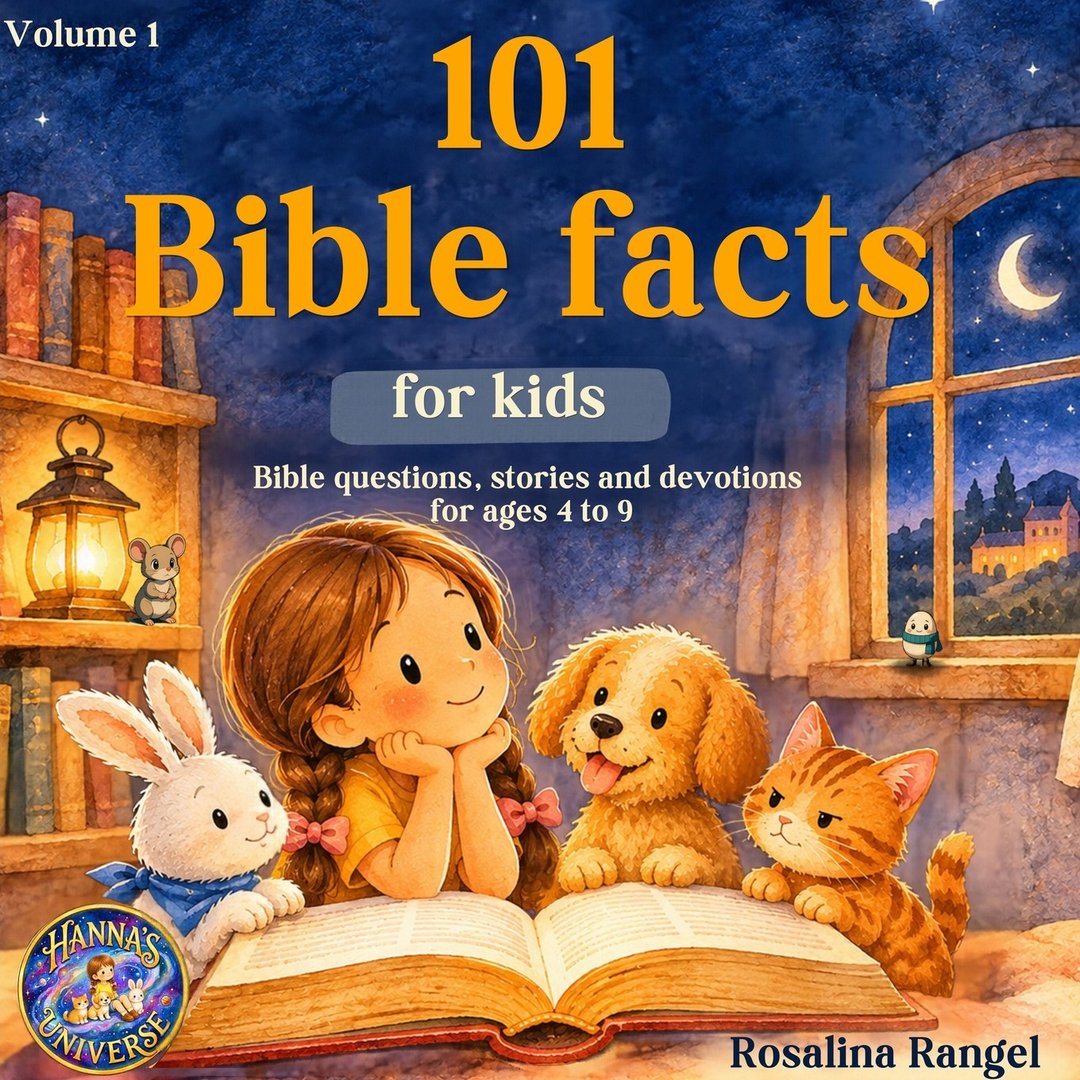 Volume 1
101
Bible facts
for kids
Bible questions, stories and devotions
for ages 4 to 9
HANNA'S
UNIVERSE
Rosalina Rangel